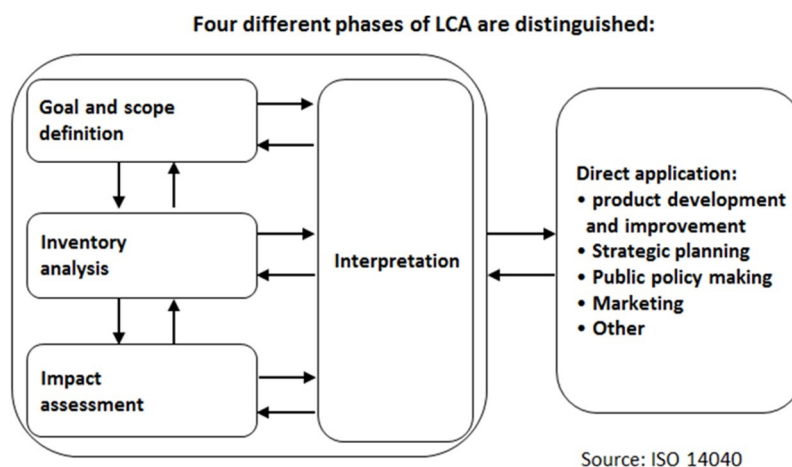 Four different phases of LCA are distinguished:
Goal and scope
definition
Inventory
analysis
Impact
assessment
Interpretation
Direct application:
• product development
and improvement
• Strategic planning
• Public policy making
• Marketing
• Other
Source: ISO 14040